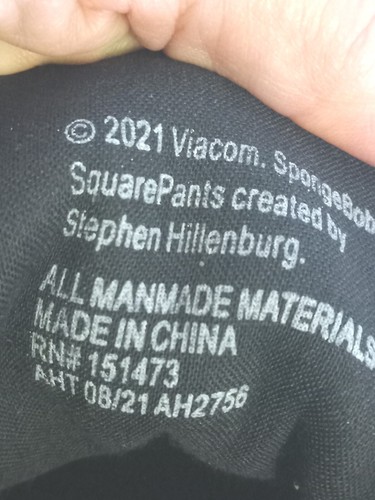 © 2021 Viacom. SpongeBob
SquarePants created by
Stephen Hillenburg.
ALL MANMADE MATERIALS
MADE IN CHINA
RN# 151473
AHT 08/21 AH2756